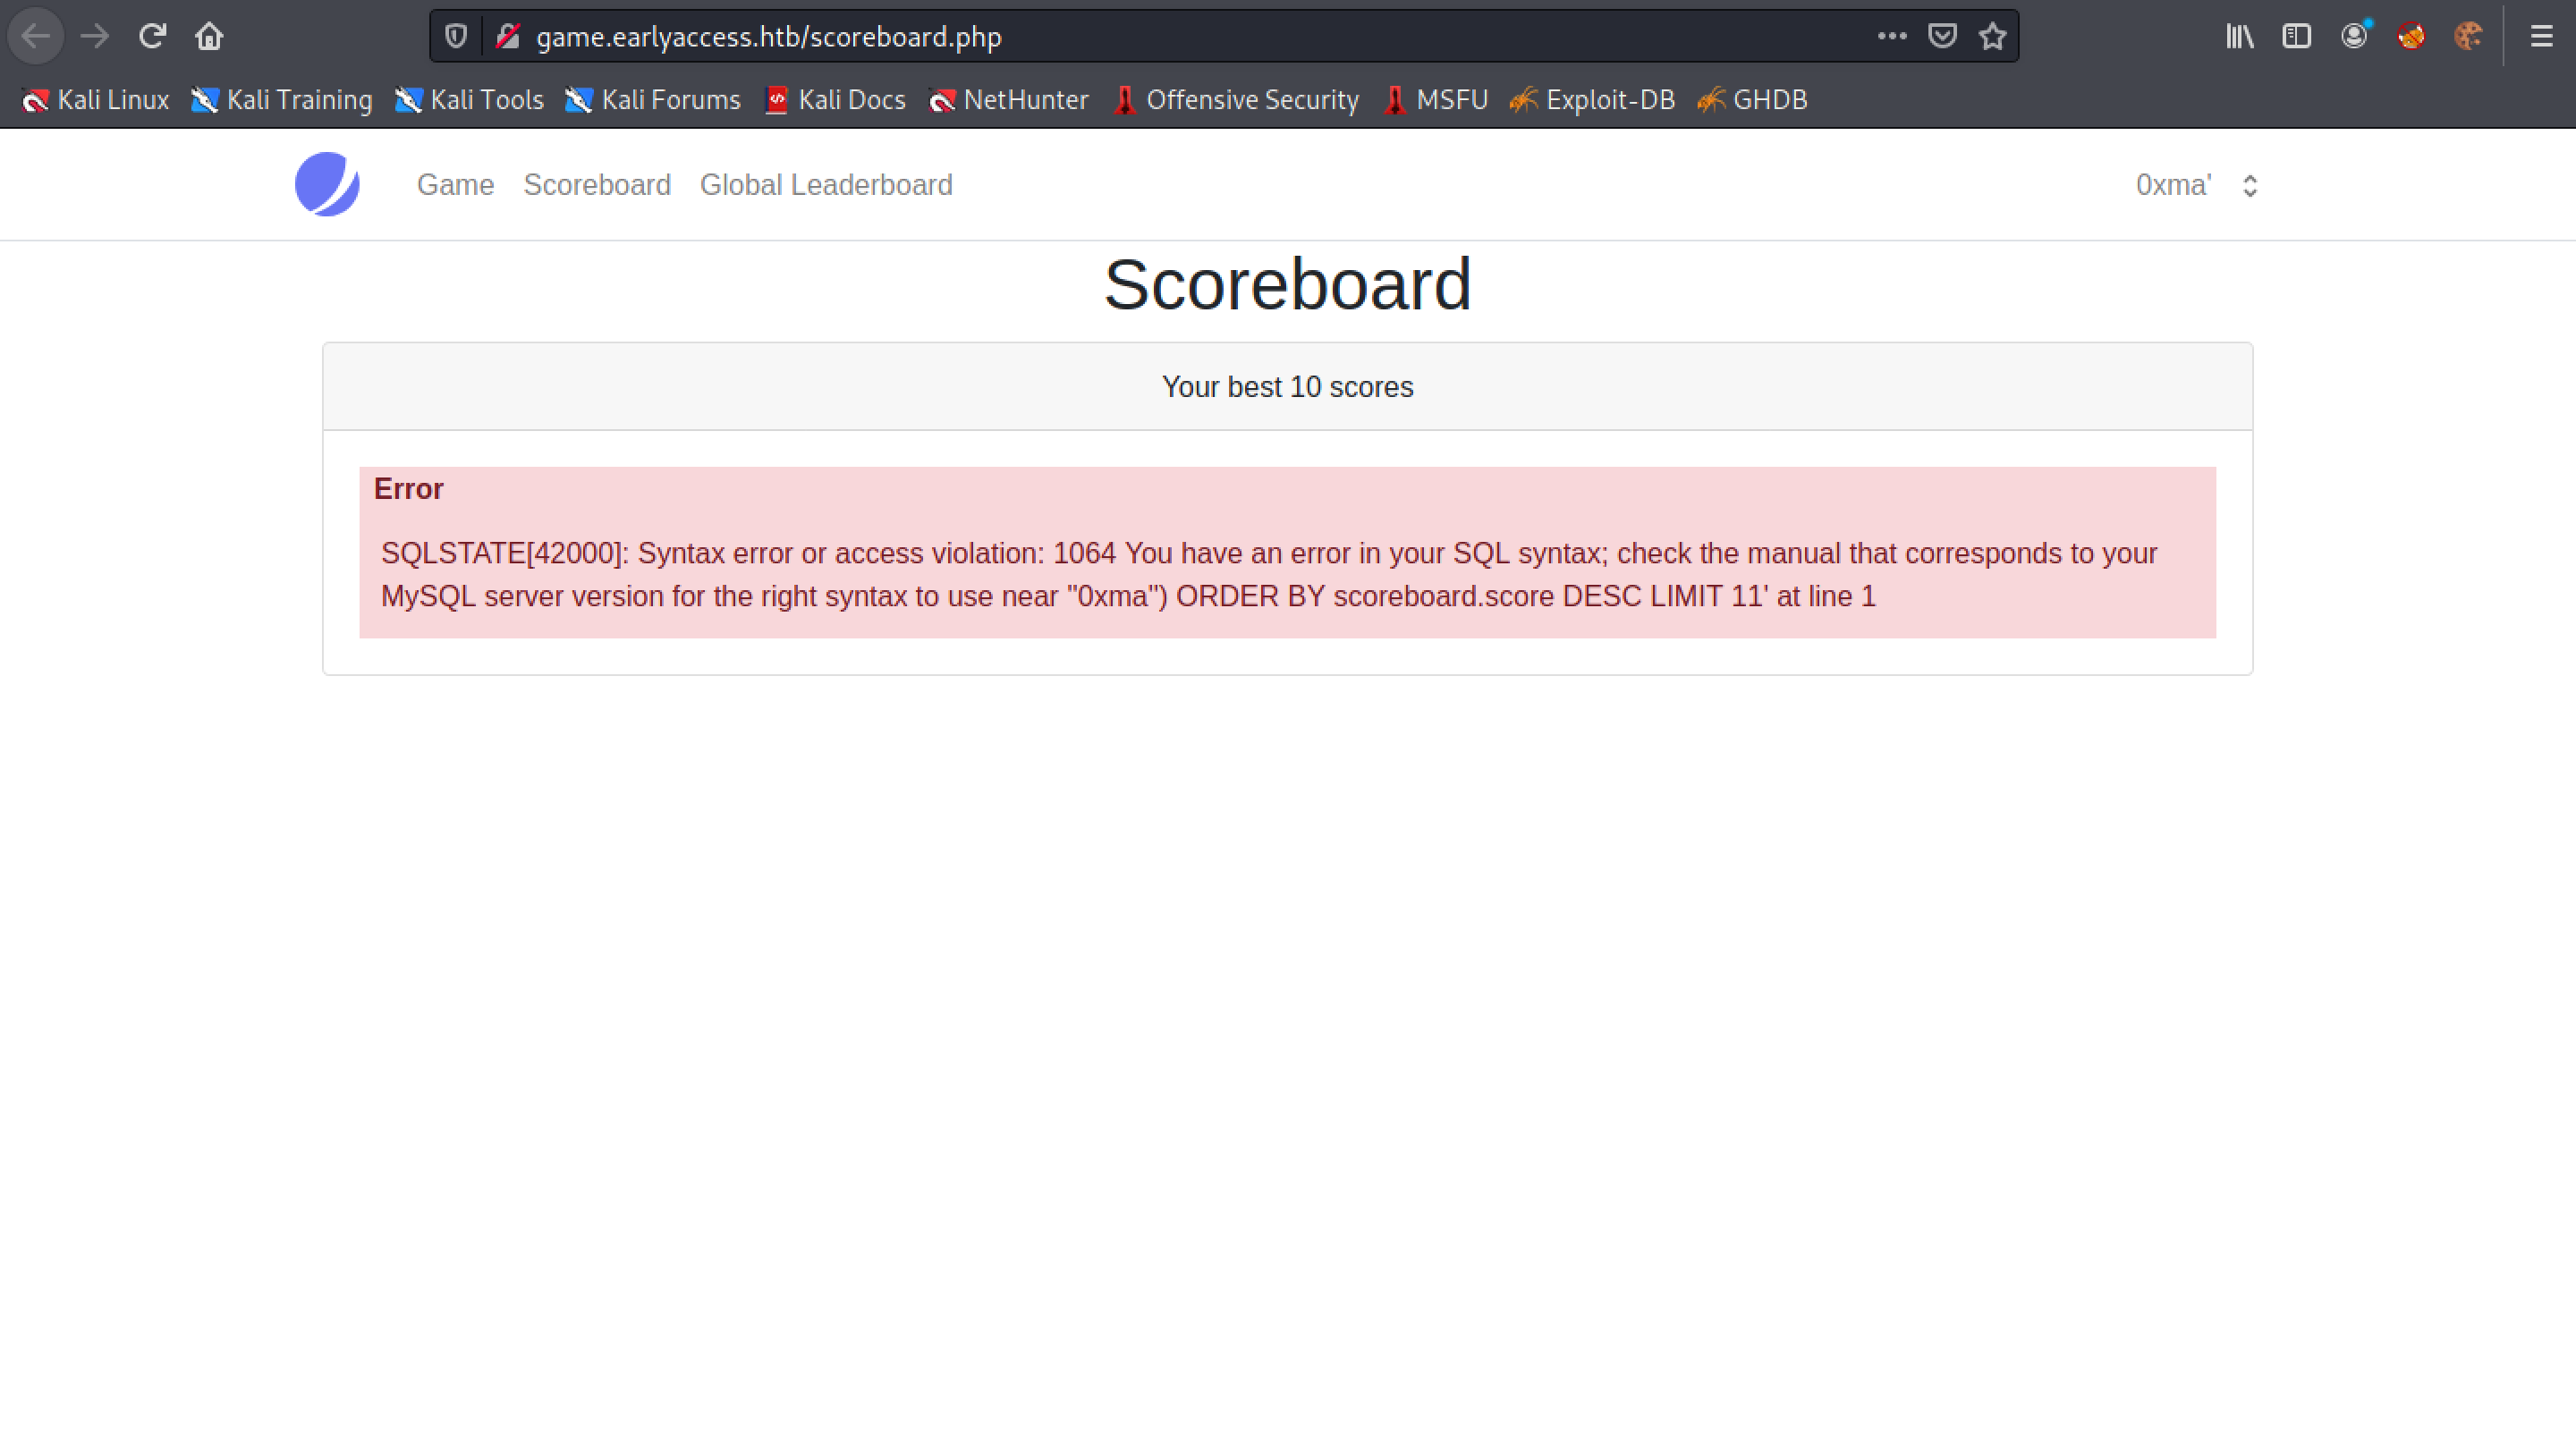 game.earlyaccess.htb/scoreboard.php
Kali Linux Kali Training Kali Tools Kali Forums Kali Docs NetHunter Offensive Security MSFU Exploit-DB GHDB
Game Scoreboard Global Leaderboard 0xma'
Scoreboard
Your best 10 scores
Error
SQLSTATE[42000]: Syntax error or access violation: 1064 You have an error in your SQL syntax; check the manual that corresponds to your
MySQL server version for the right syntax to use near "0xma") ORDER BY scoreboard.score DESC LIMIT 11' at line 1